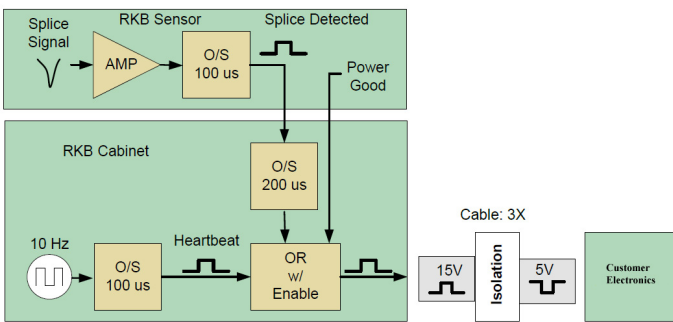 Splice
Signal
RKB Sensor
Splice Detected
AMP
O/S
100 us
Power
Good
RKB Cabinet
O/S
200 us
10 Hz
O/S
100 us
Heartbeat
OR
w/
Enable
Cable: 3X
15V
Isolation
5V
Customer
Electronics